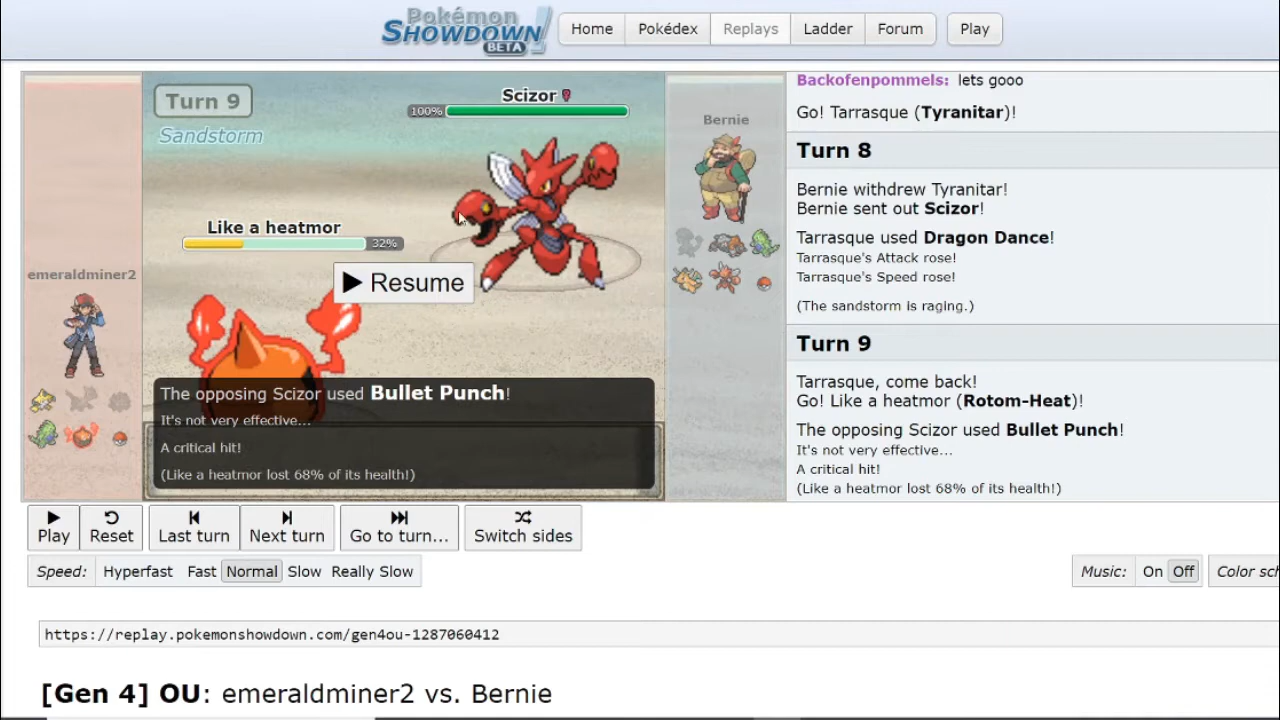 Pokémon
SHOWDOWN!
BETA
Home
Pokédex
Replays
Ladder
Forum
Play
Turn 9
Sandstorm
Scizor
100%
Like a heatmor
32%
Resume
emeraldminer2
Bernie
The opposing Scizor used Bullet Punch!
It's not very effective...
A critical hit!
(Like a heatmor lost 68% of its health!)
Backofenpommels: lets gooo
Go! Tarrasque (Tyranitar)!
Turn 8
Bernie withdrew Tyranitar!
Bernie sent out Scizor!
Tarrasque used Dragon Dance!
Tarrasque's Attack rose!
Tarrasque's Speed rose!
(The sandstorm is raging.)
Turn 9
Tarrasque, come back!
Go! Like a heatmor (Rotom-Heat)!
The opposing Scizor used Bullet Punch!
It's not very effective...
A critical hit!
(Like a heatmor lost 68% of its health!)
Play
Reset
Last turn
Next turn
Go to turn...
Switch sides
Speed: Hyperfast Fast Normal Slow Really Slow
Music: On Off
Color sch
https://replay.pokemonshowdown.com/gen4ou-1287060412
[Gen 4] OU: emeraldminer2 vs. Bernie